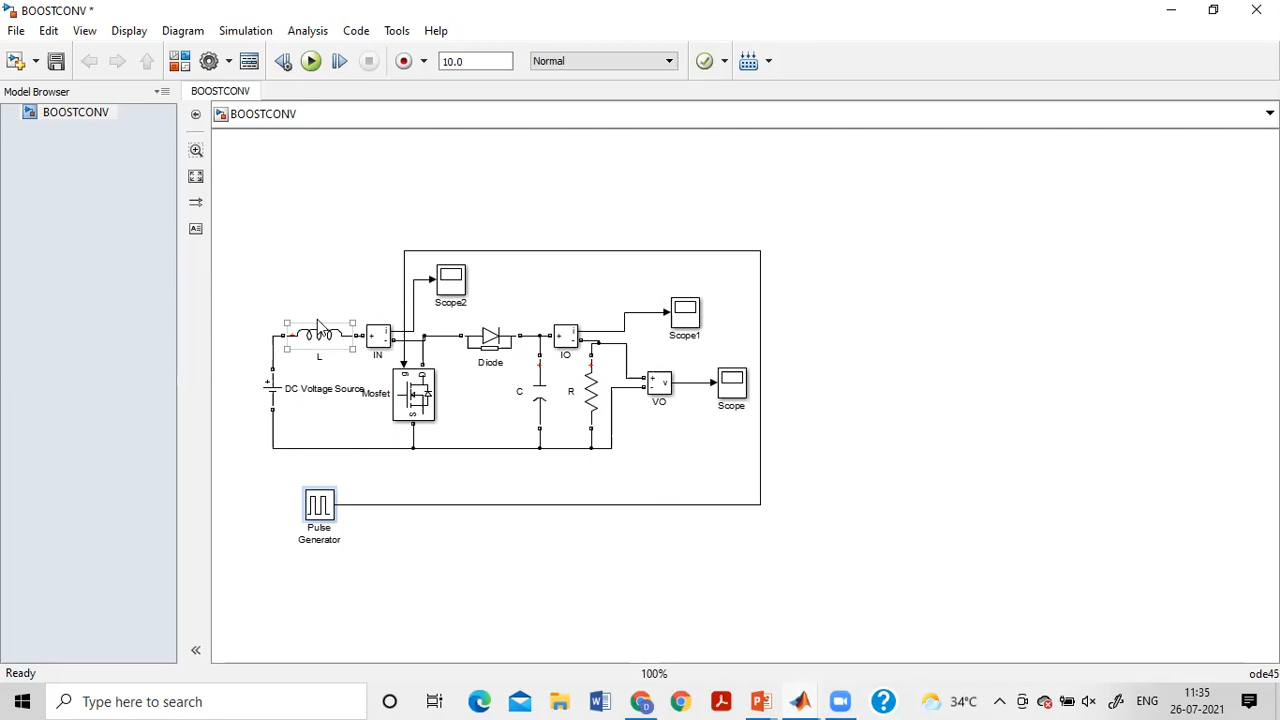 BOOSTCONV *
File Edit View Display Diagram Simulation Analysis Code Tools Help
10.0
Normal
Model Browser
BOOSTCONV
BOOSTCONV
BOOSTCONV
Scope2
i
+
-
IN
L
DC Voltage Source
+
Mosfet
g
D
S
Diode
i
+
-
IO
Scope1
C
R
+
-
v
VO
Scope
Pulse
Generator
Ready
100%
ode45
Type here to search
34°C
ENG
11:35
26-07-2021